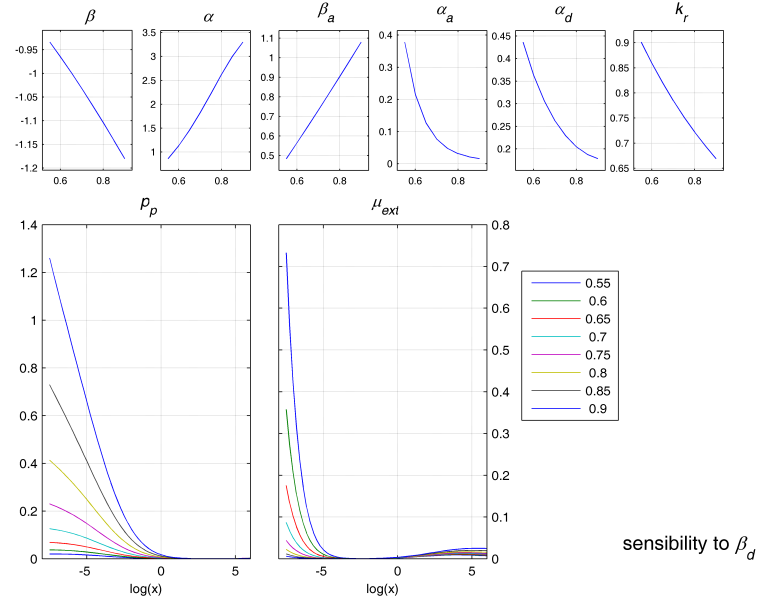 β α β_a α_a α_d k_r
-0.95 -1 -1.05 -1.1 -1.15 -1.2
0.6 0.8
3.5 3 2.5 2 1.5 1
0.6 0.8
1.1 1 0.9 0.8 0.7 0.6 0.5
0.6 0.8
0.4 0.3 0.2 0.1 0
0.6 0.8
0.45 0.4 0.35 0.3 0.25 0.2
0.6 0.8
0.9 0.85 0.8 0.75 0.7 0.65
0.6 0.8
p_p
1.4
1.2
1
0.8
0.6
0.4
0.2
0
-5 0 5
log(x)
μ_ext
0.8
0.7
0.6
0.5
0.4
0.3
0.2
0.1
0
-5 0 5
log(x)
0.55
0.6
0.65
0.7
0.75
0.8
0.85
0.9
sensibility to β_d